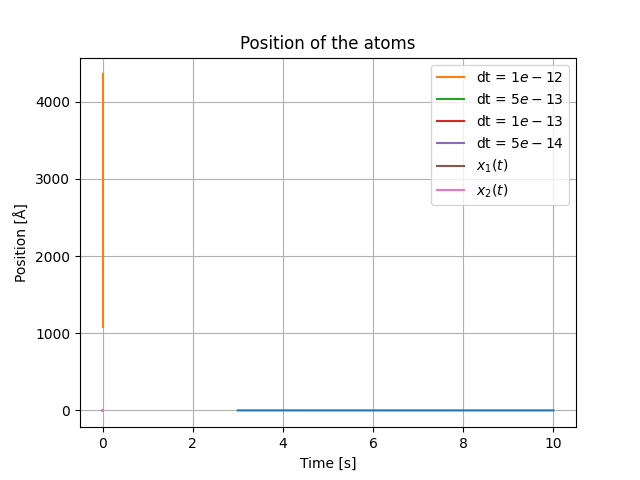 Position of the atoms
Position [Å]
4000
3000
2000
1000
0
dt = 1e − 12
dt = 5e − 13
dt = 1e − 13
dt = 5e − 14
x₁(t)
x₂(t)
0 2 4 6 8 10
Time [s]